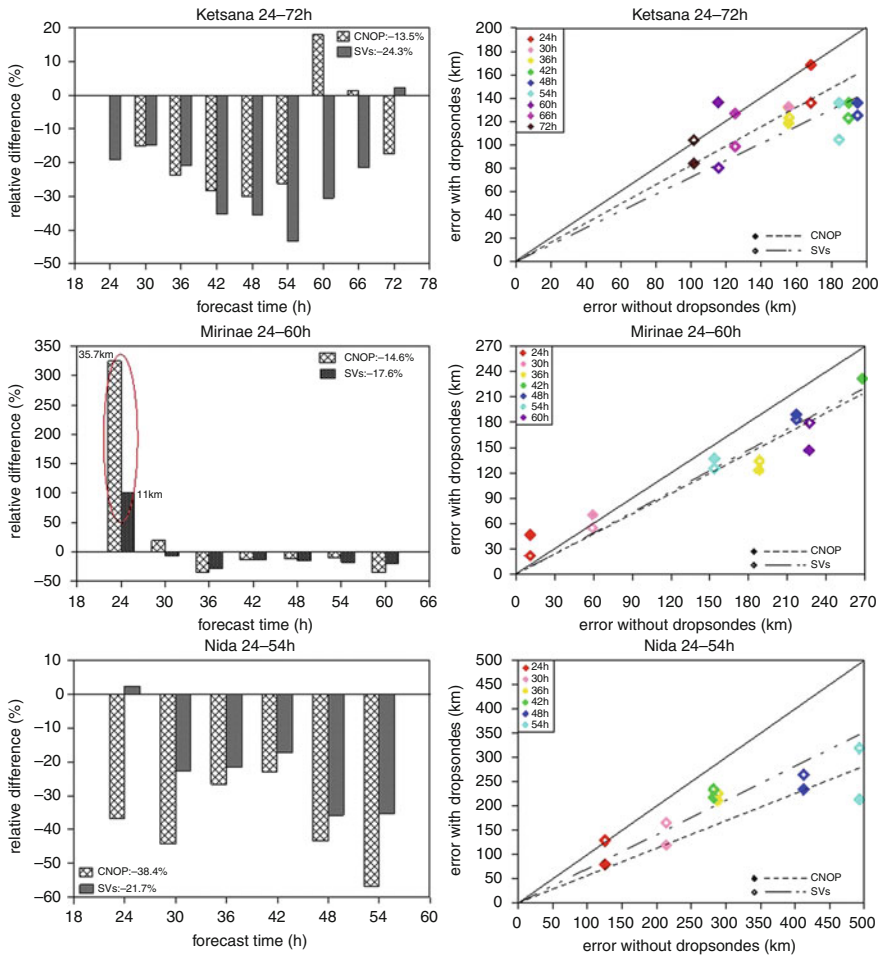 Ketsana 24–72h
relative difference (%)
20
10
0
–10
–20
–30
–40
–50
CNOP:–13.5%
SVs:–24.3%
18 24 30 36 42 48 54 60 66 72 78
forecast time (h)
error with dropsondes (km)
200
180
160
140
120
100
80
60
40
20
0
24h
30h
36h
42h
48h
54h
60h
66h
72h
CNOP
SVs
0 20 40 60 80 100 120 140 160 180 200
error without dropsondes (km)
Mirinae 24–60h
relative difference (%)
350
300
250
200
150
100
50
0
–50
35.7km
11km
CNOP:–14.6%
SVs:–17.6%
18 24 30 36 42 48 54 60 66
forecast time (h)
Mirinae 24–60h
error with dropsondes (km)
270
240
210
180
150
120
90
60
30
0
24h
30h
36h
42h
48h
54h
60h
CNOP
SVs
0 30 60 90 120 150 180 210 240 270
error without dropsondes (km)
Nida 24–54h
relative difference (%)
10
0
–10
–20
–30
–40
–50
–60
CNOP:–38.4%
SVs:–21.7%
18 24 30 36 42 48 54 60
forecast time (h)
Nida 24–54h
error with dropsondes (km)
500
450
400
350
300
250
200
150
100
50
0
24h
30h
36h
42h
48h
54h
CNOP
SVs
0 50 100 150 200 250 300 350 400 450 500
error without dropsondes (km)